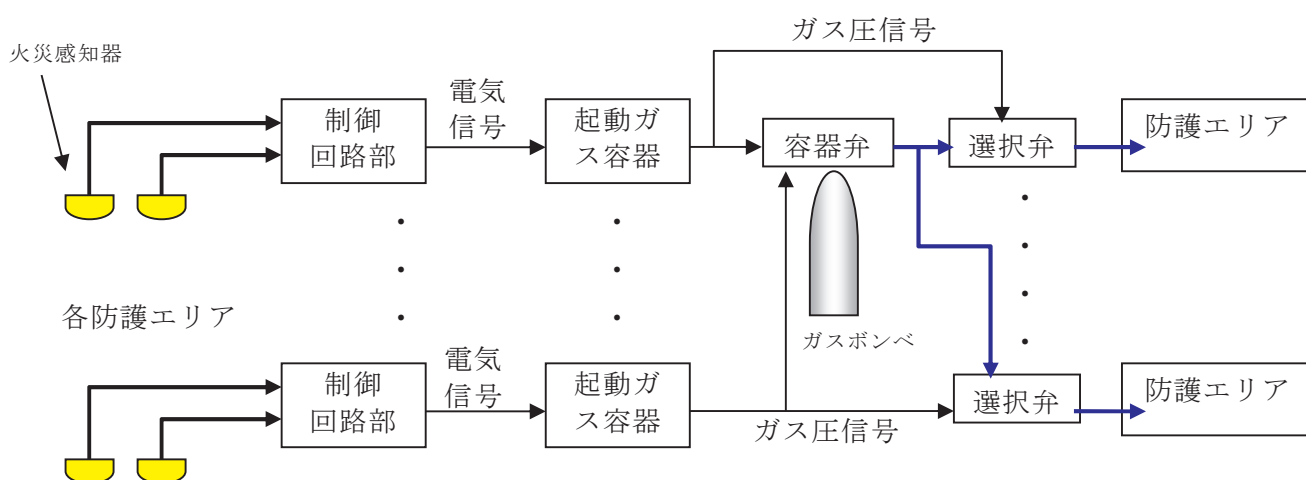 ガス圧信号
火災感知器
制御
回路部
電気
信号
起動ガ
ス容器
容器弁
選択弁
防護エリア
各防護エリア
ガスボンベ
制御
回路部
電気
信号
起動ガ
ス容器
ガス圧信号
選択弁
防護エリア